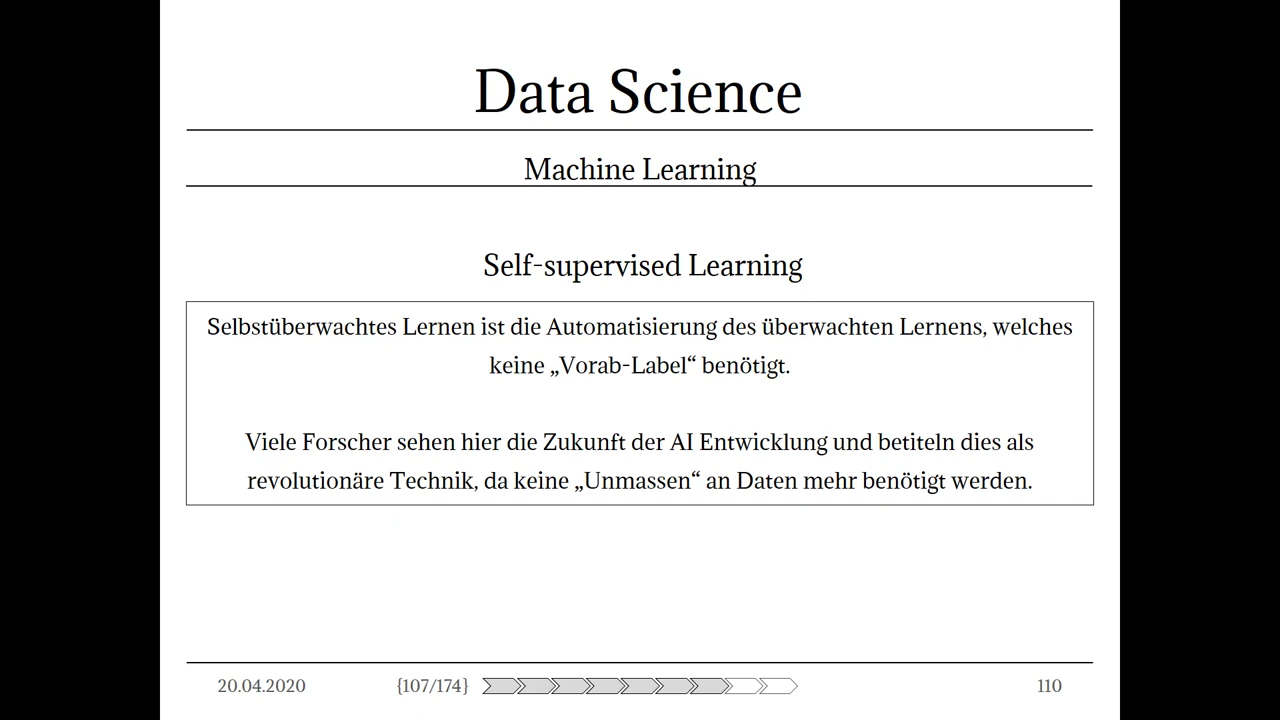 Data Science
Machine Learning
Self-supervised Learning
Selbstüberwachtes Lernen ist die Automatisierung des überwachten Lernens, welches
keine „Vorab-Label“ benötigt.
Viele Forscher sehen hier die Zukunft der AI Entwicklung und betiteln dies als
revolutionäre Technik, da keine „Unmassen“ an Daten mehr benötigt werden.
20.04.2020 {107/174} 110